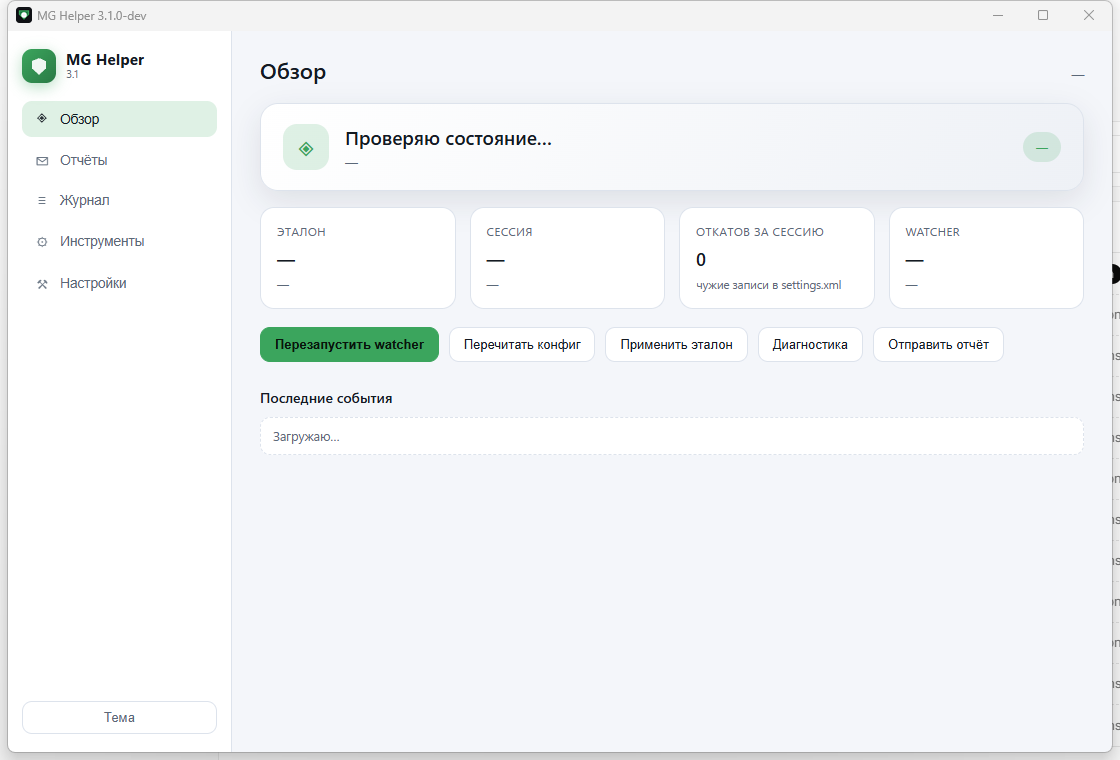 MG Helper 3.1.0-dev
MG Helper
3.1
Обзор
Отчёты
Журнал
Инструменты
Настройки
Тема
Обзор
—
Проверяю состояние...
—
—
ЭТАЛОН
—
—
СЕССИЯ
—
—
ОТКАТОВ ЗА СЕССИЮ
0
чужие записи в settings.xml
WATCHER
—
—
Перезапустить watcher
Перечитать конфиг
Применить эталон
Диагностика
Отправить отчёт
Последние события
Загружаю...